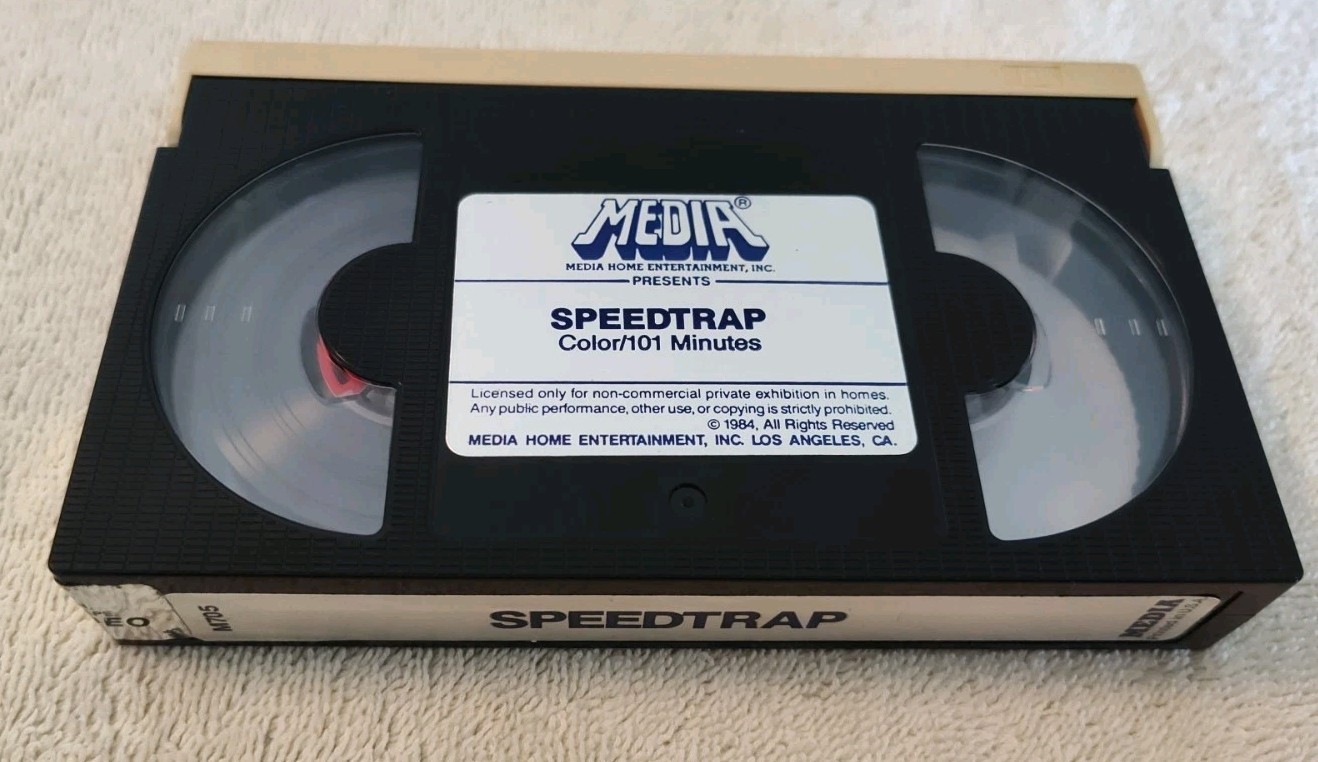 MEDIA®
MEDIA HOME ENTERTAINMENT, INC.
PRESENTS
SPEEDTRAP
Color/101 Minutes
Licensed only for non-commercial private exhibition in homes.
Any public performance, other use, or copying is strictly prohibited.
© 1984, All Rights Reserved
MEDIA HOME ENTERTAINMENT, INC. LOS ANGELES, CA.
M705
SPEEDTRAP
MEDIA
Printed in U.S.A.